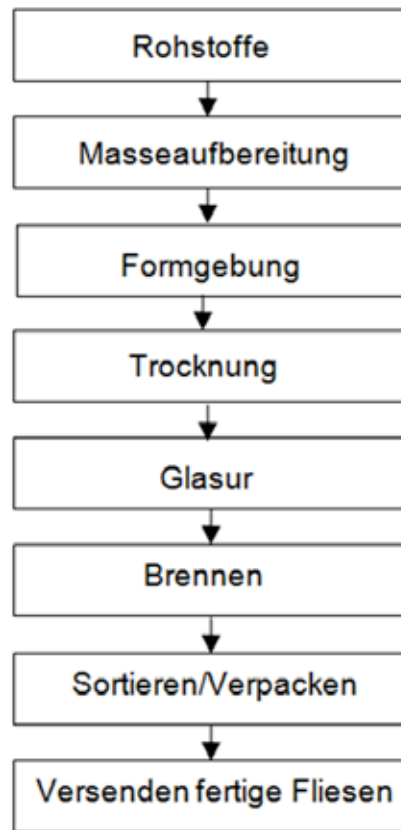 Rohstoffe
Masseaufbereitung
Formgebung
Trocknung
Glasur
Brennen
Sortieren/Verpacken
Versenden fertige Fliesen